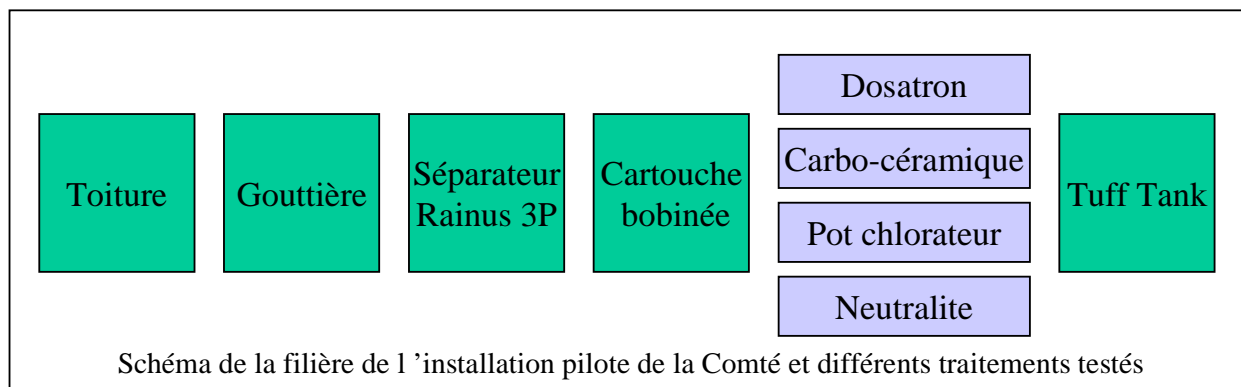 Toiture
Gouttière
Séparateur
Rainus 3P
Cartouche
bobinée
Dosatron
Carbo-céramique
Pot chlorateur
Neutralite
Tuff Tank
Schéma de la filière de l ’installation pilote de la Comté et différents traitements testés